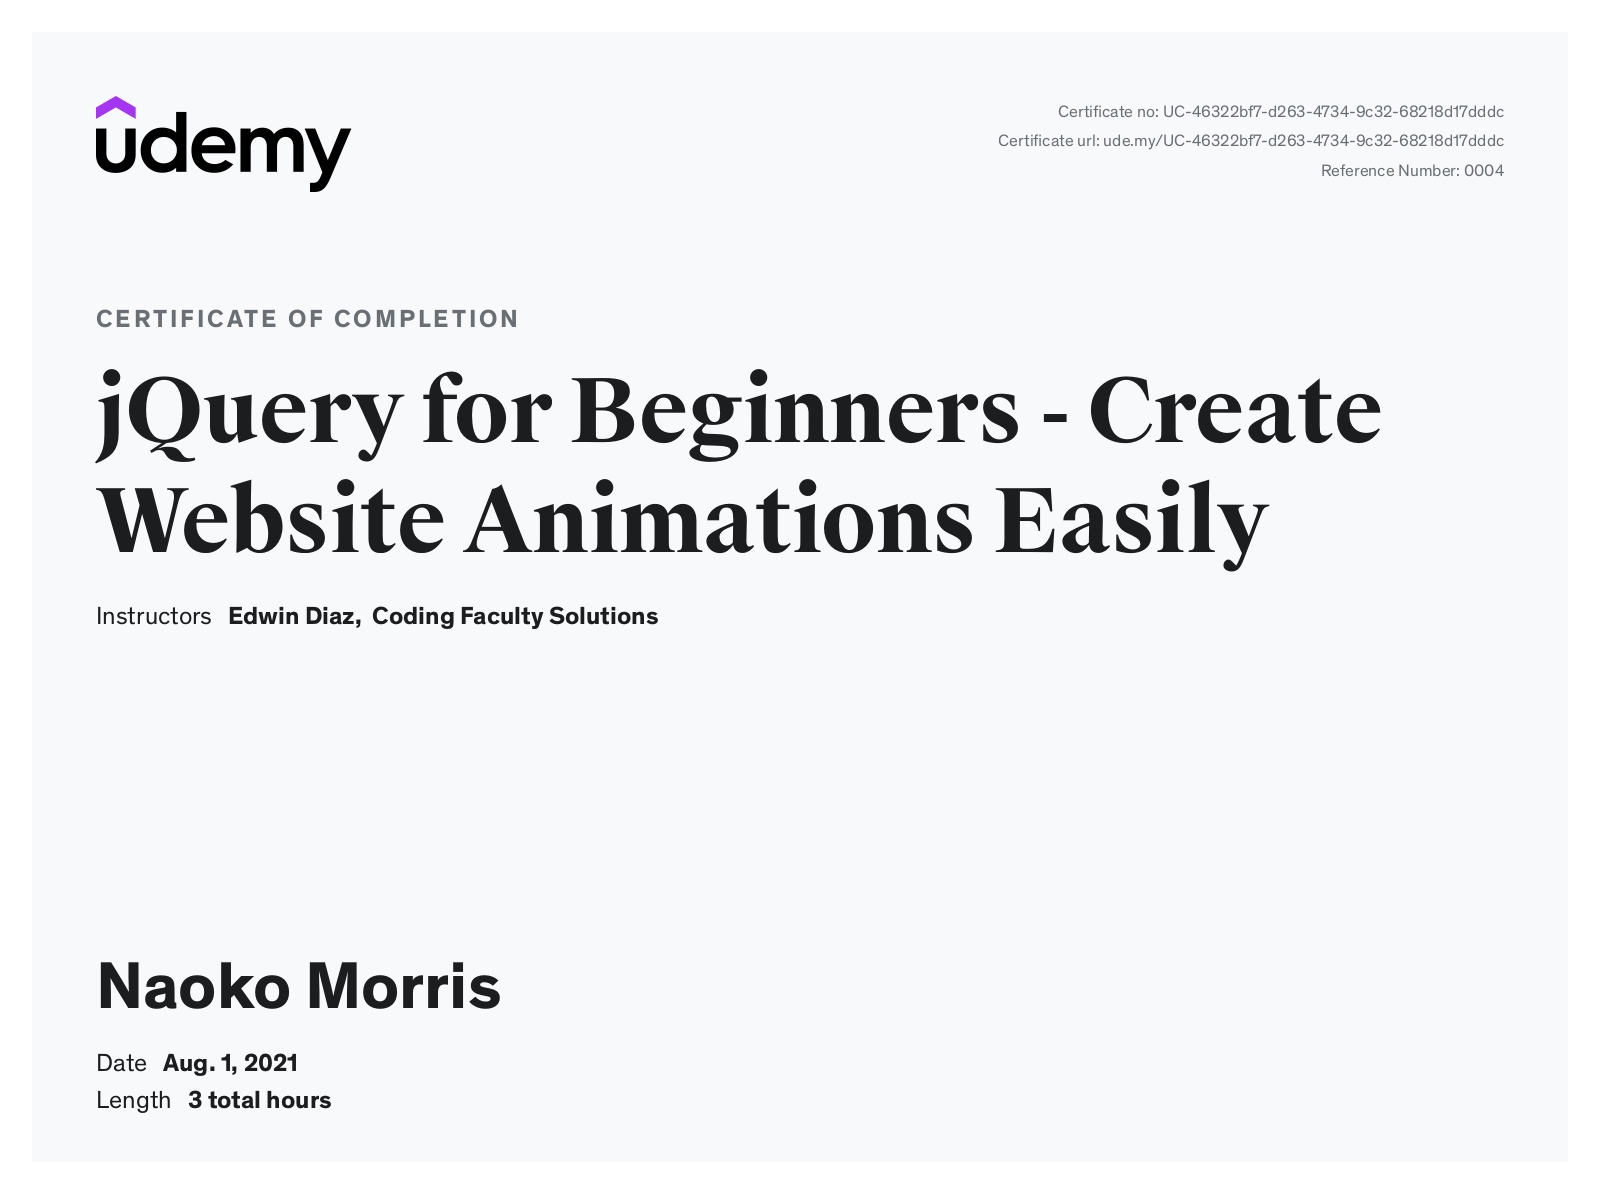 udemy
Certificate no: UC-46322bf7-d263-4734-9c32-68218d17dddc
Certificate url: ude.my/UC-46322bf7-d263-4734-9c32-68218d17dddc
Reference Number: 0004
CERTIFICATE OF COMPLETION
jQuery for Beginners - Create
Website Animations Easily
Instructors Edwin Diaz, Coding Faculty Solutions
Naoko Morris
Date Aug. 1, 2021
Length 3 total hours